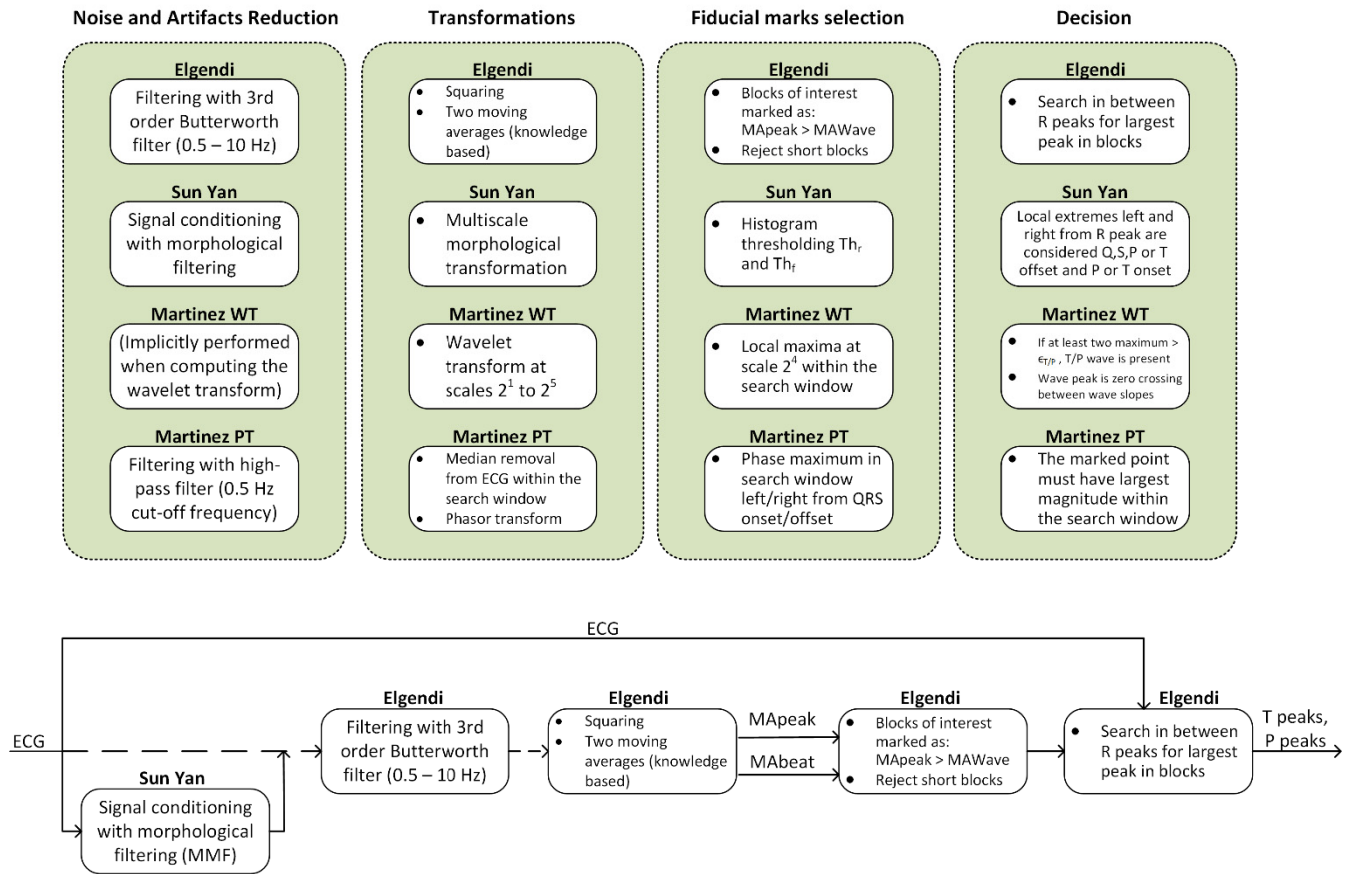 Noise and Artifacts Reduction
Elgendi
Filtering with 3rd
order Butterworth
filter (0.5 – 10 Hz)
Sun Yan
Signal conditioning
with morphological
filtering
Martinez WT
(Implicitly performed
when computing the
wavelet transform)
Martinez PT
Filtering with high-
pass filter (0.5 Hz
cut-off frequency)
Transformations
Elgendi
• Squaring
• Two moving
averages (knowledge
based)
Sun Yan
• Multiscale
morphological
transformation
Martinez WT
• Wavelet
transform at
scales 2¹ to 2⁵
Martinez PT
• Median removal
from ECG within the
search window
• Phasor transform
Fiducial marks selection
Elgendi
• Blocks of interest
marked as:
MApeak > MAWave
• Reject short blocks
Sun Yan
• Histogram
thresholding Thᵣ
and Th_f
Martinez WT
• Local maxima at
scale 2⁴ within the
search window
Martinez PT
• Phase maximum in
search window
left/right from QRS
onset/offset
Decision
Elgendi
• Search in between
R peaks for largest
peak in blocks
Sun Yan
Local extremes left and
right from R peak are
considered Q,S,P or T
offset and P or T onset
Martinez WT
• If at least two maximum >
ϵT/P , T/P wave is present
• Wave peak is zero crossing
between wave slopes
Martinez PT
• The marked point
must have largest
magnitude within
the search window
ECG
ECG
Sun Yan
Signal conditioning
with morphological
filtering (MMF)
Elgendi
Filtering with 3rd
order Butterworth
filter (0.5 – 10 Hz)
Elgendi
• Squaring
• Two moving
averages (knowledge
based)
MApeak
MAbeat
Elgendi
• Blocks of interest
marked as:
MApeak > MAWave
• Reject short blocks
Elgendi
• Search in between
R peaks for largest
peak in blocks
T peaks,
P peaks